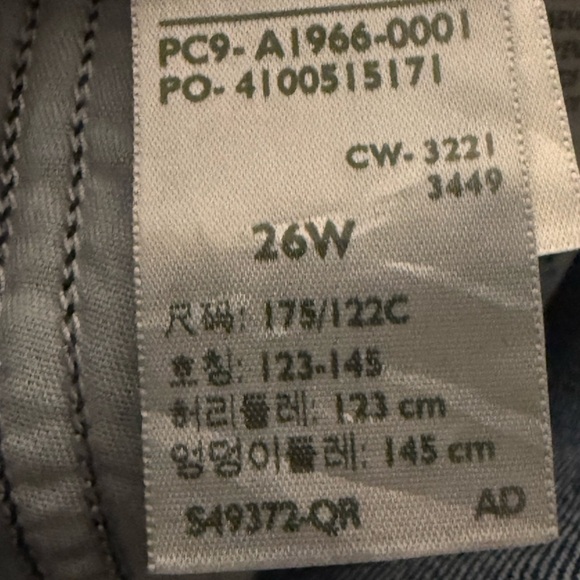 PC9- A1966-0001
PO- 4100515171
CW- 3221
3449
26W
尺码: 175/122C
호칭: 123-145
허리둘레: 123 cm
엉덩이둘레: 145 cm
S49372-QR AD